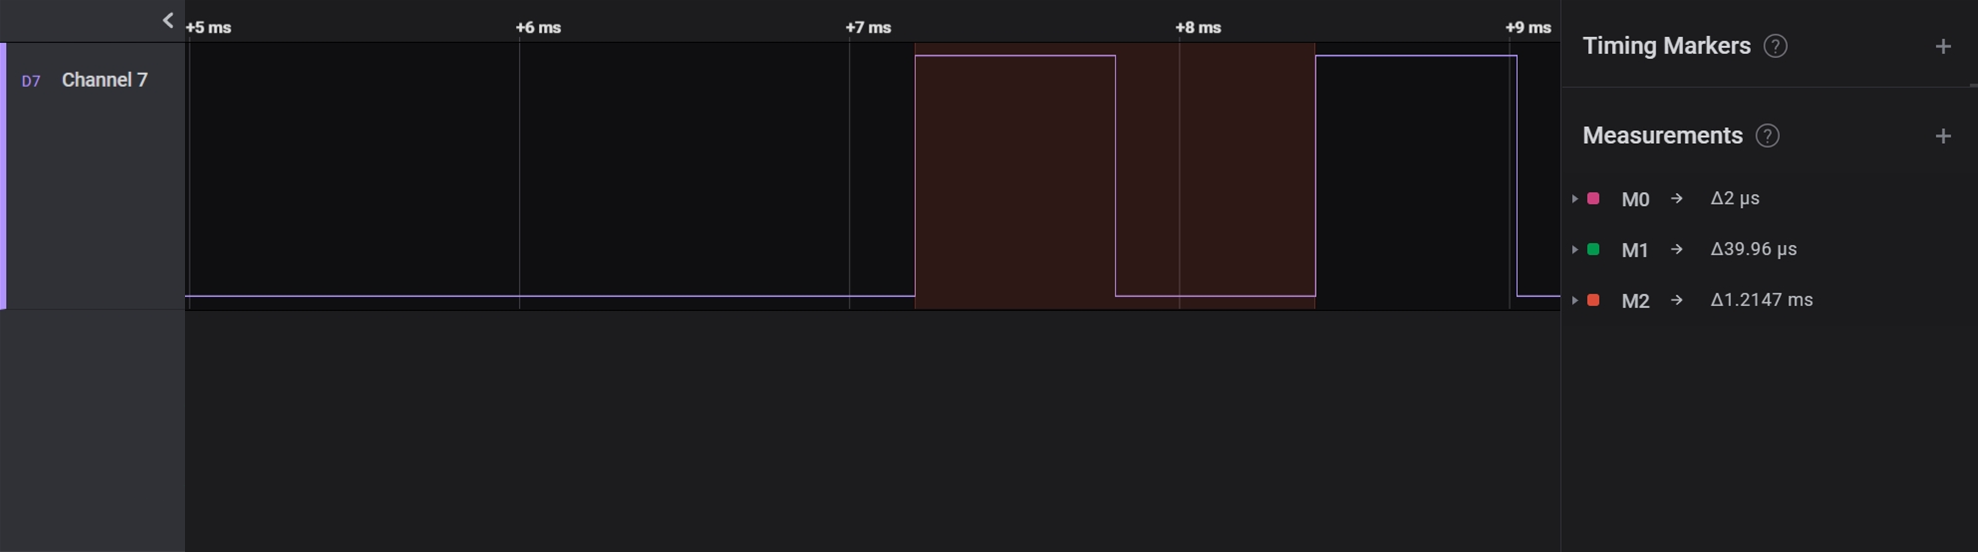 +5 ms +6 ms +7 ms +8 ms +9 ms
D7 Channel 7
Timing Markers ? +
Measurements ? +
M0 → Δ2 μs
M1 → Δ39.96 μs
M2 → Δ1.2147 ms